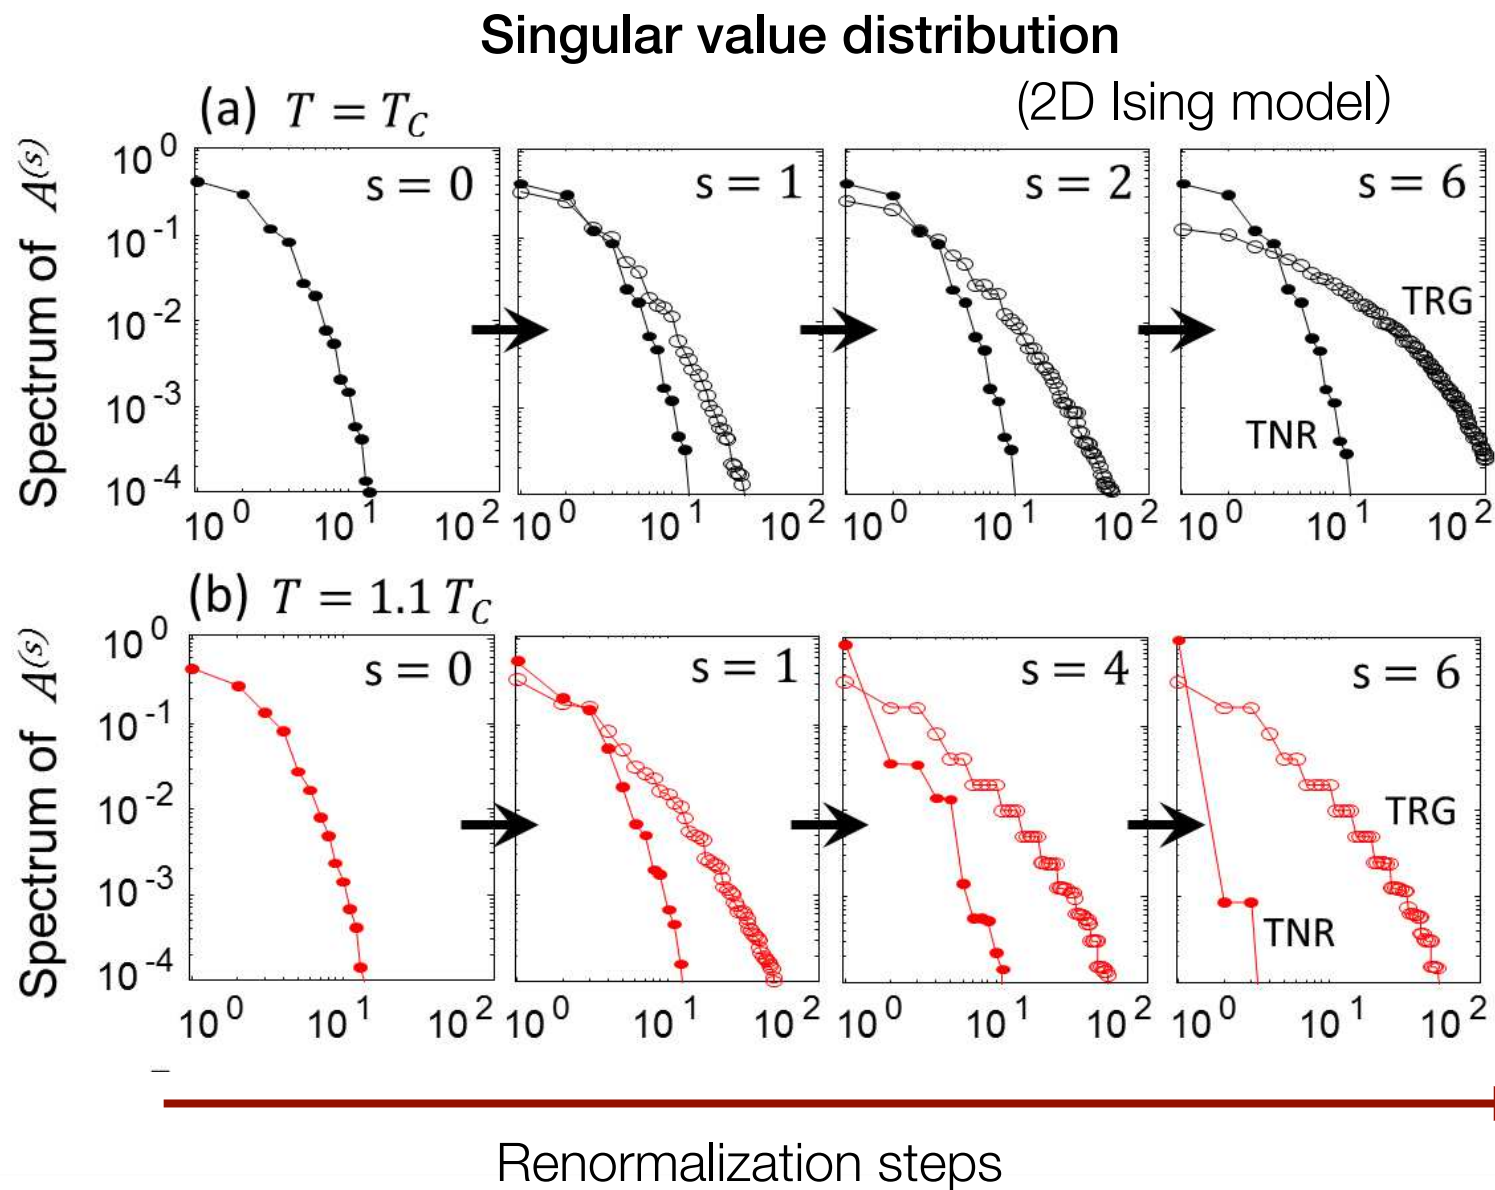 Singular value distribution
(2D Ising model)
(a) T = T_C
Spectrum of A^(s)
10^0
10^-1
10^-2
10^-3
10^-4
s = 0
s = 1
s = 2
s = 6
TRG
TNR
10^0 10^1 10^2
10^0 10^1 10^2
10^0 10^1 10^2
10^0 10^1 10^2
(b) T = 1.1 T_C
Spectrum of A^(s)
10^0
10^-1
10^-2
10^-3
10^-4
s = 0
s = 1
s = 4
s = 6
TRG
TNR
10^0 10^1 10^2
10^0 10^1 10^2
10^0 10^1 10^2
10^0 10^1 10^2
Renormalization steps